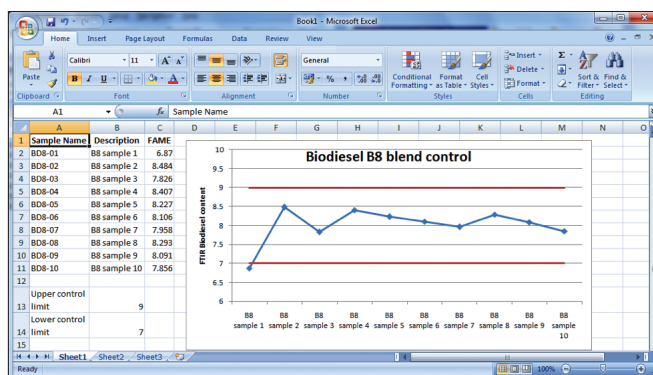 Book1 - Microsoft Excel
Home Insert Page Layout Formulas Data Review View
Paste
Calibri 11 A A
B I U A
General
$ % ,
Conditional Formatting
Format as Table
Cell Styles
Insert
Delete
Format
Σ
Sort & Filter
Find & Select
Clipboard Font Alignment Number Styles Cells Editing
A1 fx Sample Name
A B C D E F G H I J K L M N O
1 Sample Name Description FAME
2 BD8-01 B8 sample 1 6.87
3 BD8-02 B8 sample 2 8.484
4 BD8-03 B8 sample 3 7.826
5 BD8-04 B8 sample 4 8.407
6 BD8-05 B8 sample 5 8.227
7 BD8-06 B8 sample 6 8.106
8 BD8-07 B8 sample 7 7.958
9 BD8-08 B8 sample 8 8.293
10 BD8-09 B8 sample 9 8.091
11 BD8-10 B8 sample 10 7.856
12
Upper control
13 limit 9
Lower control
14 limit 7
15
Biodiesel B8 blend control
FTIR Biodiesel content
10
9.5
9
8.5
8
7.5
7
6.5
6
B8 B8 B8 B8 B8 B8 B8 B8 B8 B8
sample 1 sample 2 sample 3 sample 4 sample 5 sample 6 sample 7 sample 8 sample 9 sample
10
Sheet1 Sheet2 Sheet3
Ready 100%